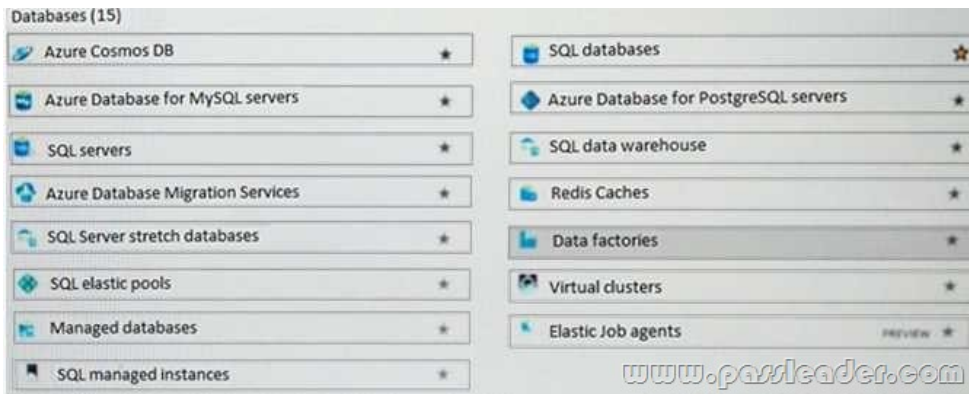 Databases (15)
Azure Cosmos DB
SQL databases
Azure Database for MySQL servers
Azure Database for PostgreSQL servers
SQL servers
SQL data warehouse
Azure Database Migration Services
Redis Caches
SQL Server stretch databases
Data factories
SQL elastic pools
Virtual clusters
Managed databases
Elastic Job agents PREVIEW
SQL managed instances
www.passleader.com